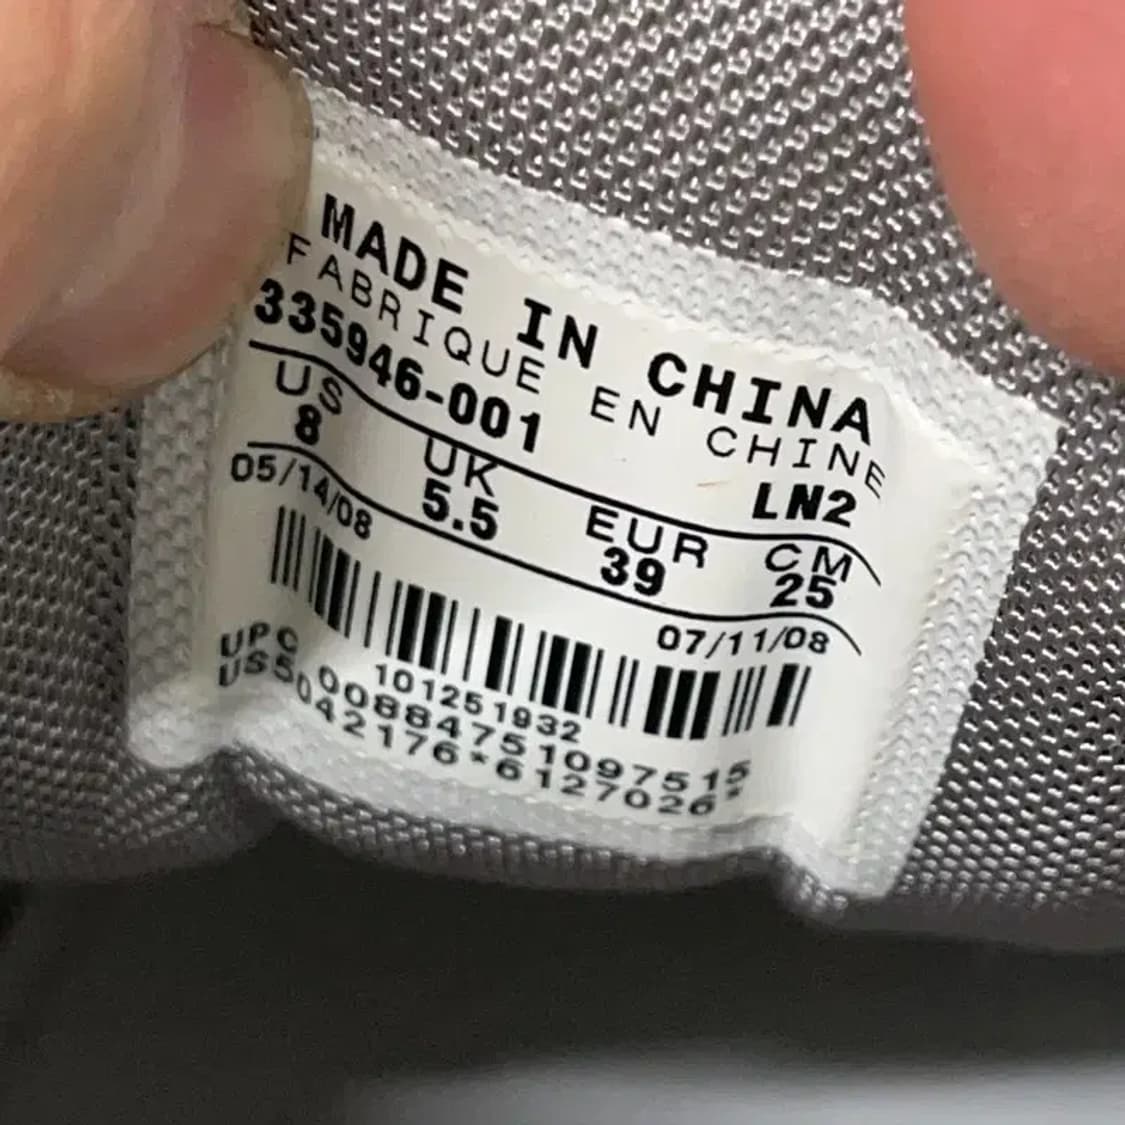 MADE IN CHINA
FABRIQUE EN CHINE
335946-001 LN2
US UK EUR CM
8 5.5 39 25
05/14/08 07/11/08
101251932
UPC 00884751097515
US50042176*6127026*